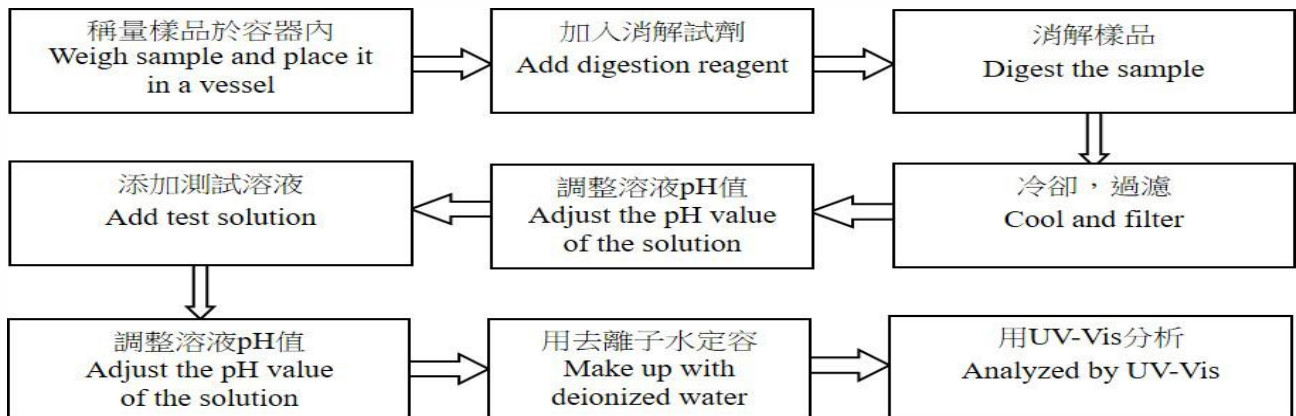 稱量樣品於容器內
Weigh sample and place it
in a vessel
加入消解試劑
Add digestion reagent
消解樣品
Digest the sample
冷卻，過濾
Cool and filter
調整溶液pH值
Adjust the pH value
of the solution
添加測試溶液
Add test solution
調整溶液pH值
Adjust the pH value
of the solution
用去離子水定容
Make up with
deionized water
用UV-Vis分析
Analyzed by UV-Vis